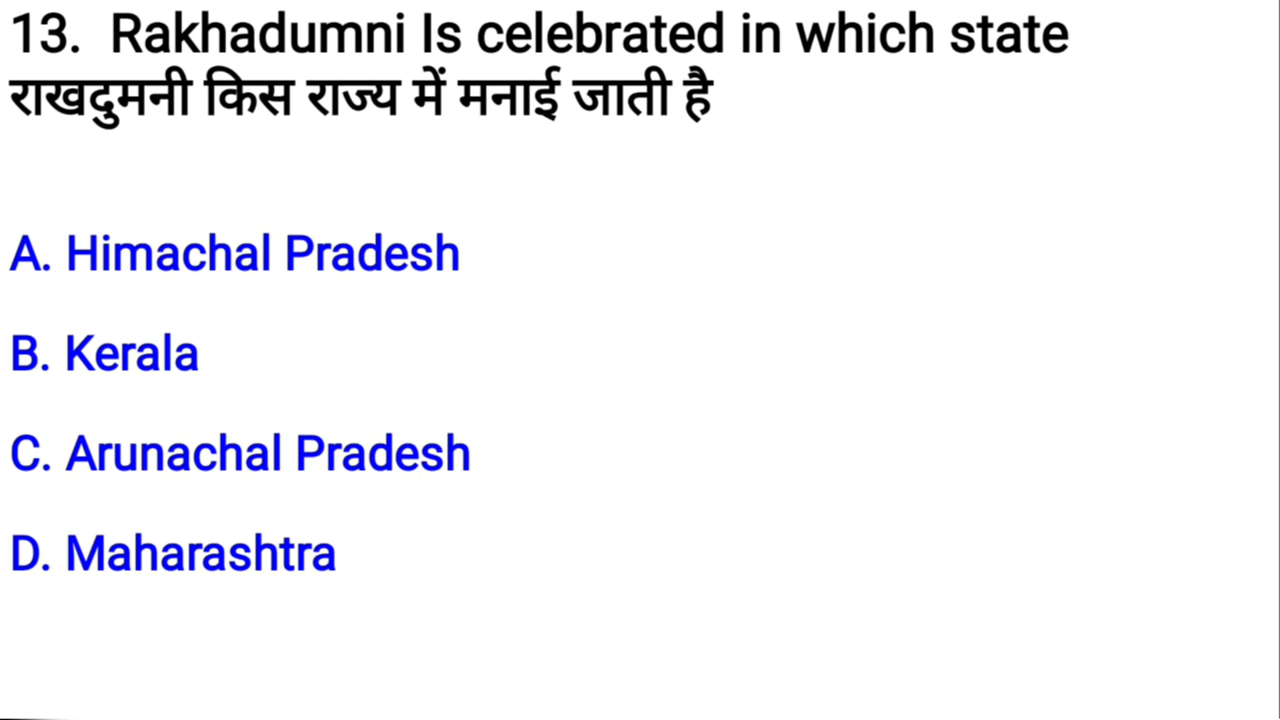 13. Rakhadumni Is celebrated in which state
राखदुमनी किस राज्य में मनाई जाती है
A. Himachal Pradesh
B. Kerala
C. Arunachal Pradesh
D. Maharashtra